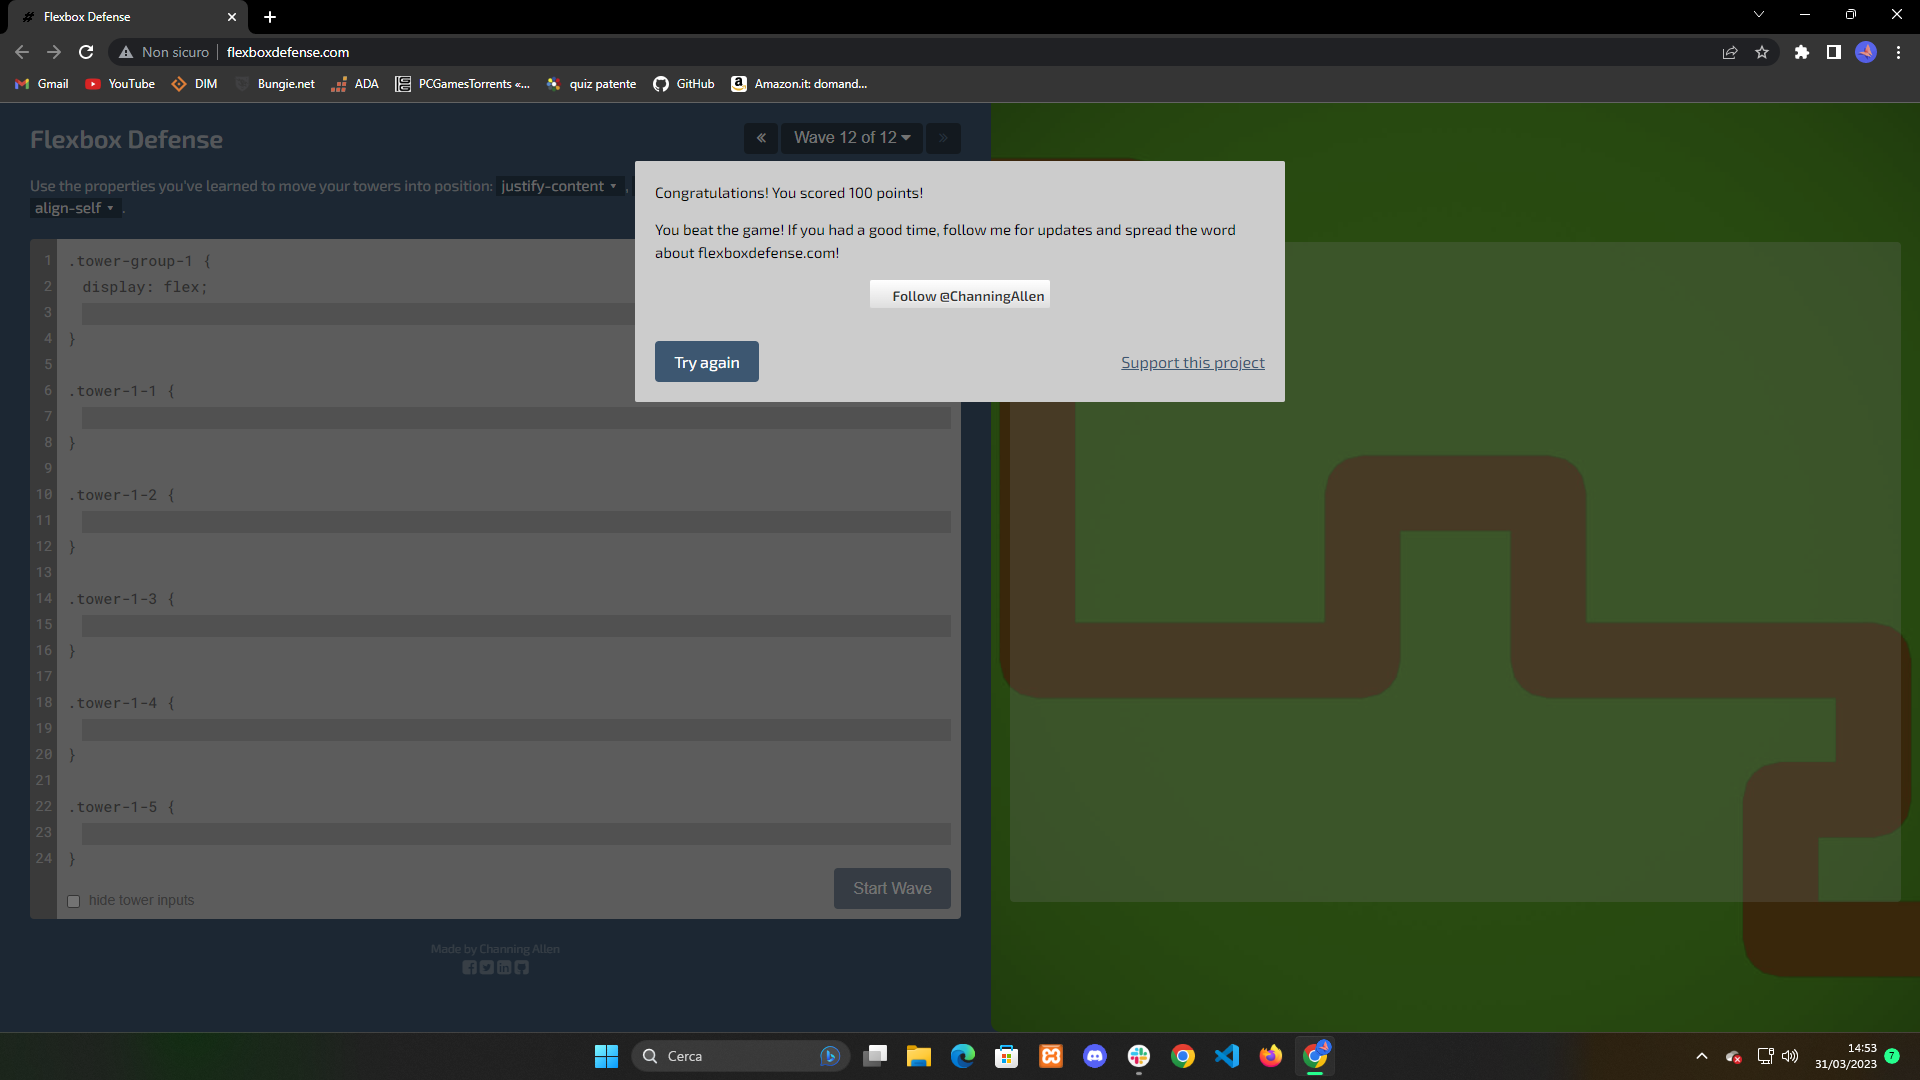 Flexbox Defense
Non sicuro
flexboxdefense.com
Gmail
YouTube
DIM
Bungie.net
ADA
PCGamesTorrents «...
quiz patente
GitHub
Amazon.it: domand...
Flexbox Defense
« Wave 12 of 12 »
Use the properties you've learned to move your towers into position: justify-content ,
align-self .
Congratulations! You scored 100 points!
You beat the game! If you had a good time, follow me for updates and spread the word
about flexboxdefense.com!
Follow @ChanningAllen
Try again
Support this project
1 .tower-group-1 {
2 display: flex;
3
4 }
5
6 .tower-1-1 {
7
8 }
9
10 .tower-1-2 {
11
12 }
13
14 .tower-1-3 {
15
16 }
17
18 .tower-1-4 {
19
20 }
21
22 .tower-1-5 {
23
24 }
hide tower inputs
Start Wave
Made by Channing Allen
Cerca
14:53
31/03/2023
7